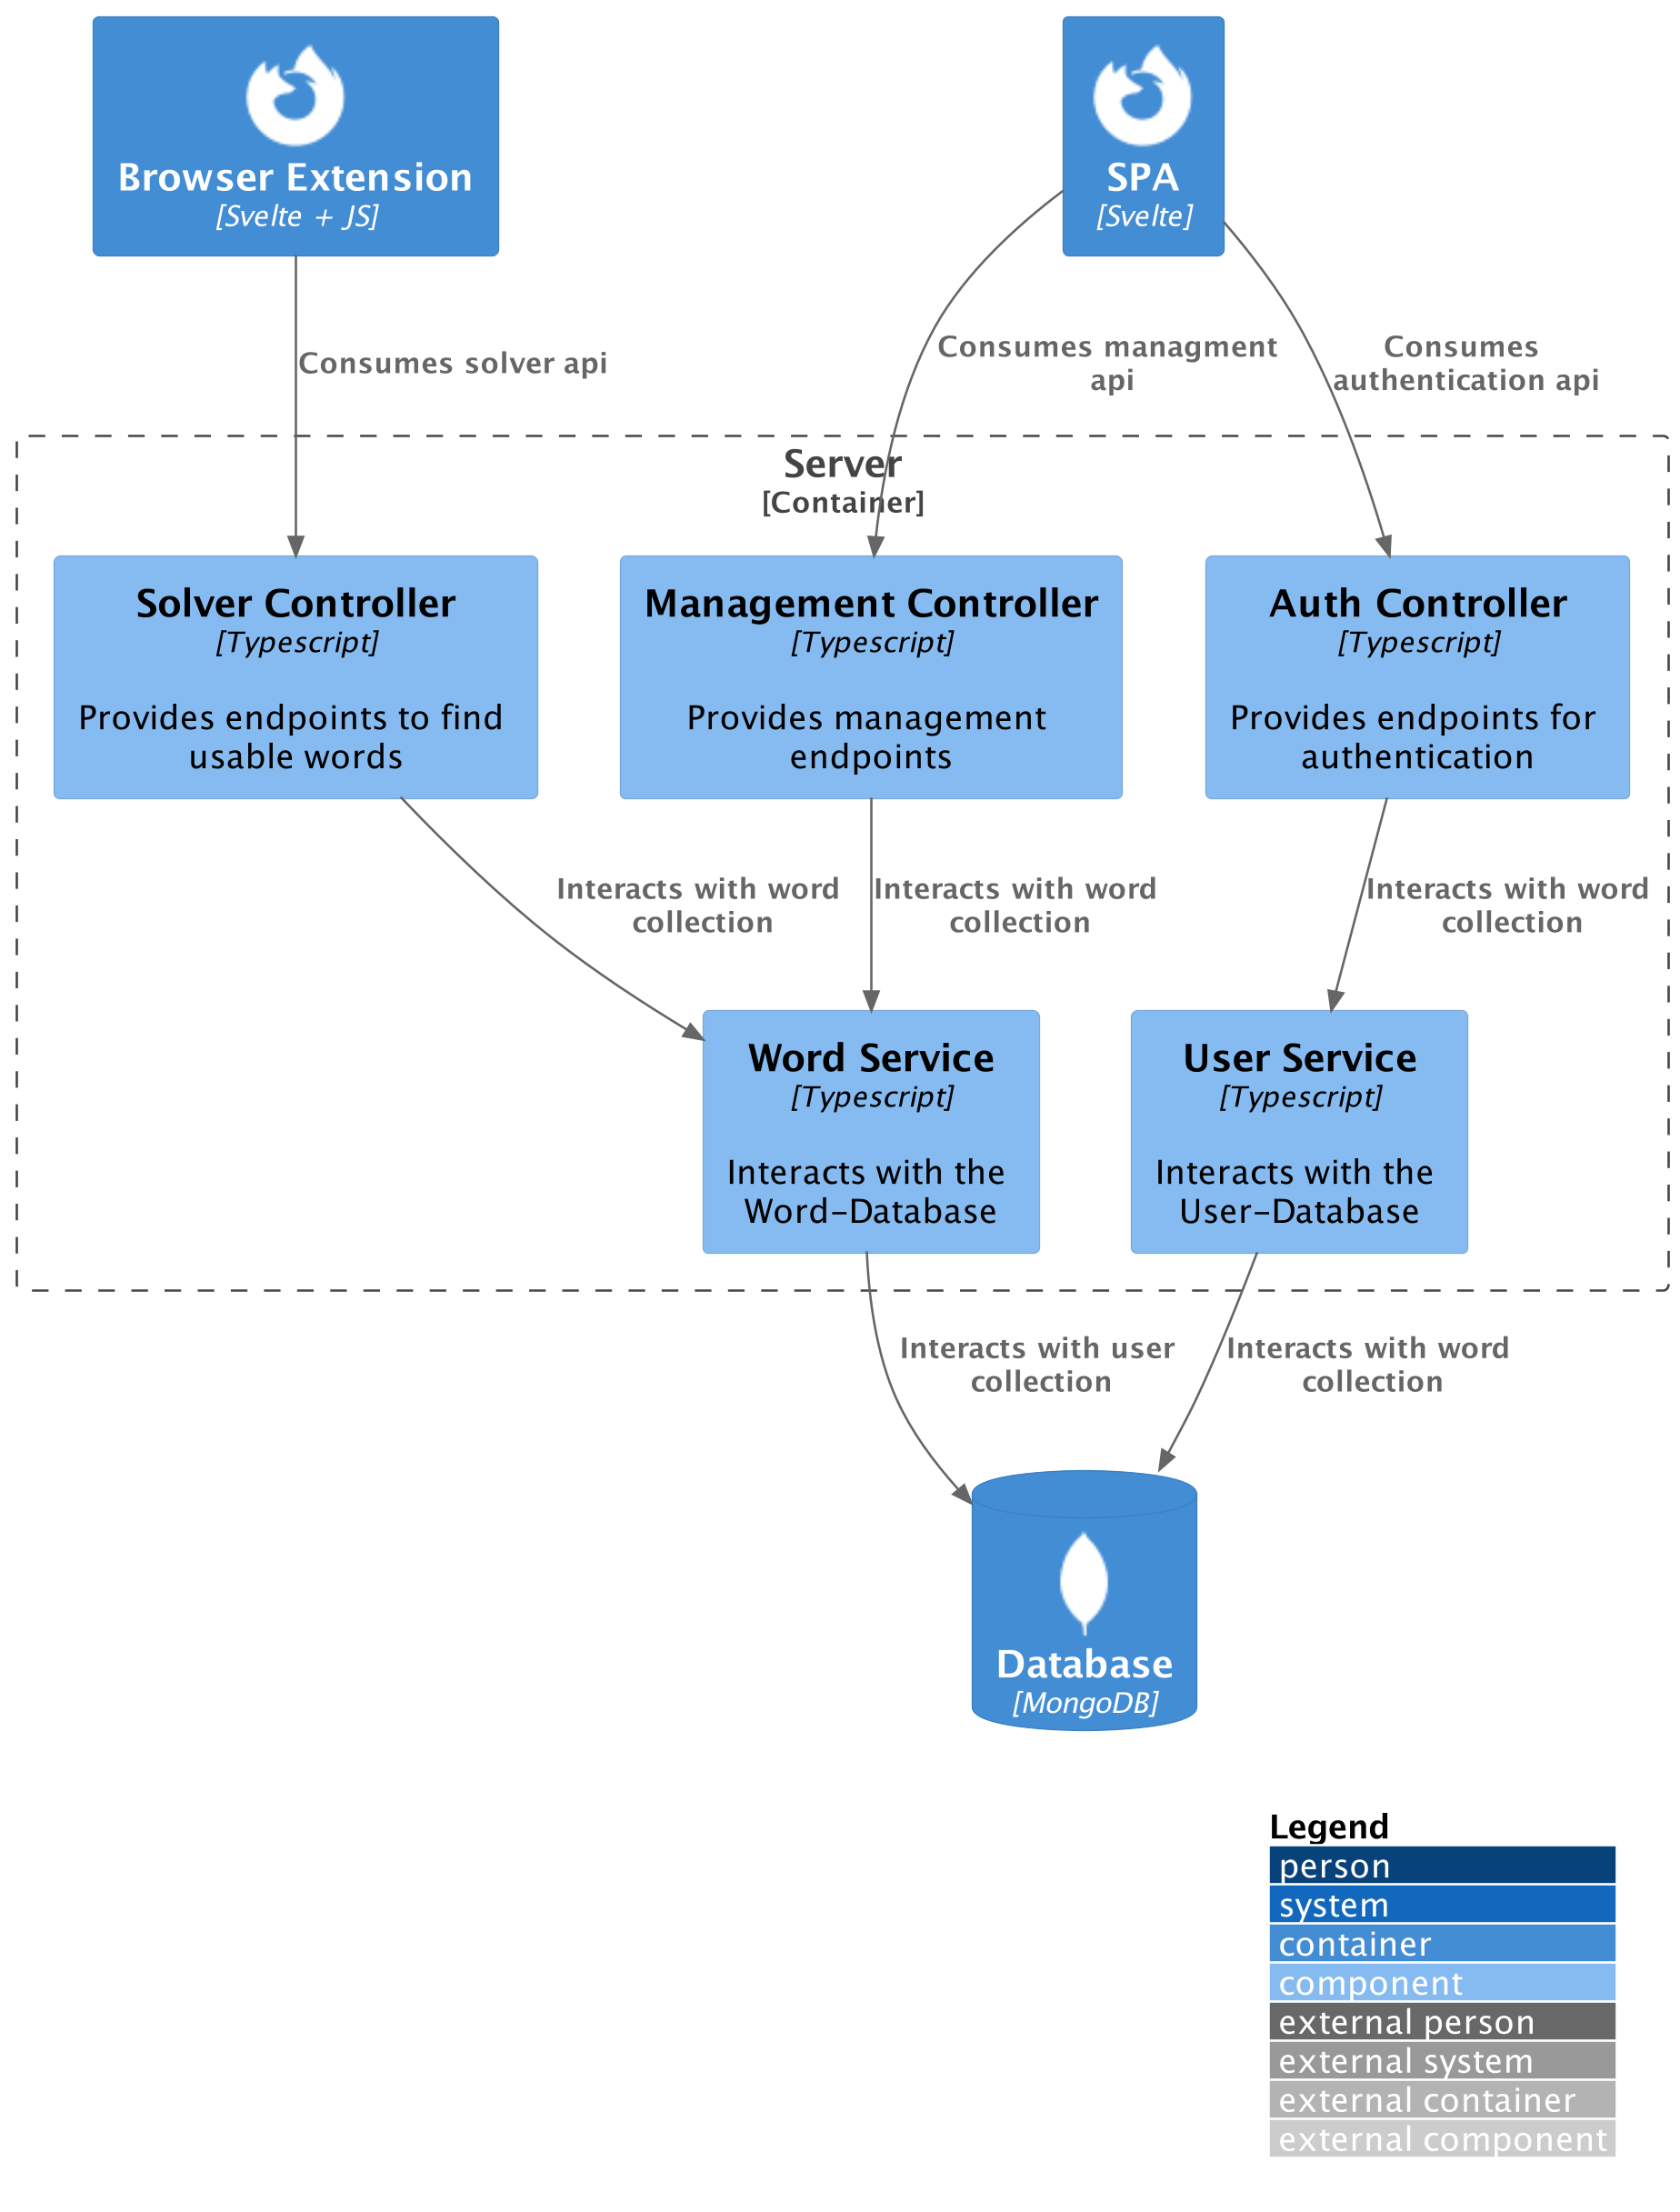 Browser Extension
[Svelte + JS]
SPA
[Svelte]
Consumes solver api
Consumes managment
api
Consumes
authentication api
Server
[Container]
Solver Controller
[Typescript]
Provides endpoints to find
usable words
Management Controller
[Typescript]
Provides management
endpoints
Auth Controller
[Typescript]
Provides endpoints for
authentication
Interacts with word
collection
Interacts with word
collection
Interacts with word
collection
Word Service
[Typescript]
Interacts with the
Word-Database
User Service
[Typescript]
Interacts with the
User-Database
Interacts with user
collection
Interacts with word
collection
Database
[MongoDB]
Legend
person
system
container
component
external person
external system
external container
external component